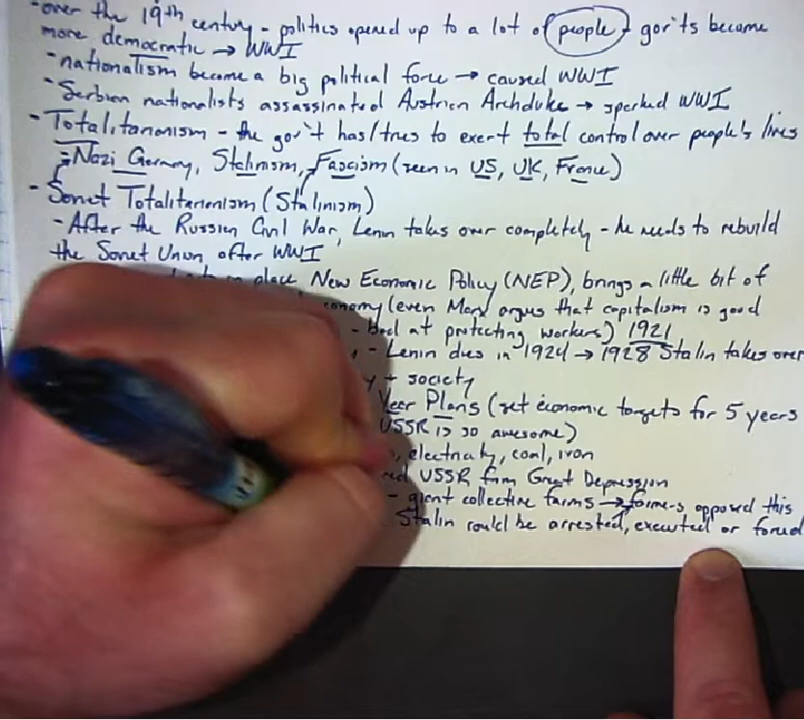 - over the 19th century - politics opened up to a lot of people - gov'ts become
more democratic → WWI
- nationalism become a big political force → caused WWI
- Serbian nationalists assassinated Austrian Archduke → sparked WWI
- Totalitarianism - the gov't has/tries to exert total control over people's lives
- Nazi Germany, Stalinism, Fascism (seen in US, UK, France)
- Soviet Totalitarianism (Stalinism)
- After the Russian Civil War, Lenin takes over completely - he needs to rebuild
the Soviet Union after WWI
place, New Economic Policy (NEP), brings a little bit of
economy (even Marx argues that capitalism is good
- bad at protecting workers) 1921
- Lenin dies in 1924 → 1928 Stalin takes over
y + society
Year Plans (set economic targets for 5 years
USSR is so awesome)
, electricity, coal, iron
USSR from Great Depression
- giant collective farms → farmers opposed this
Stalin could be arrested, executed or forced